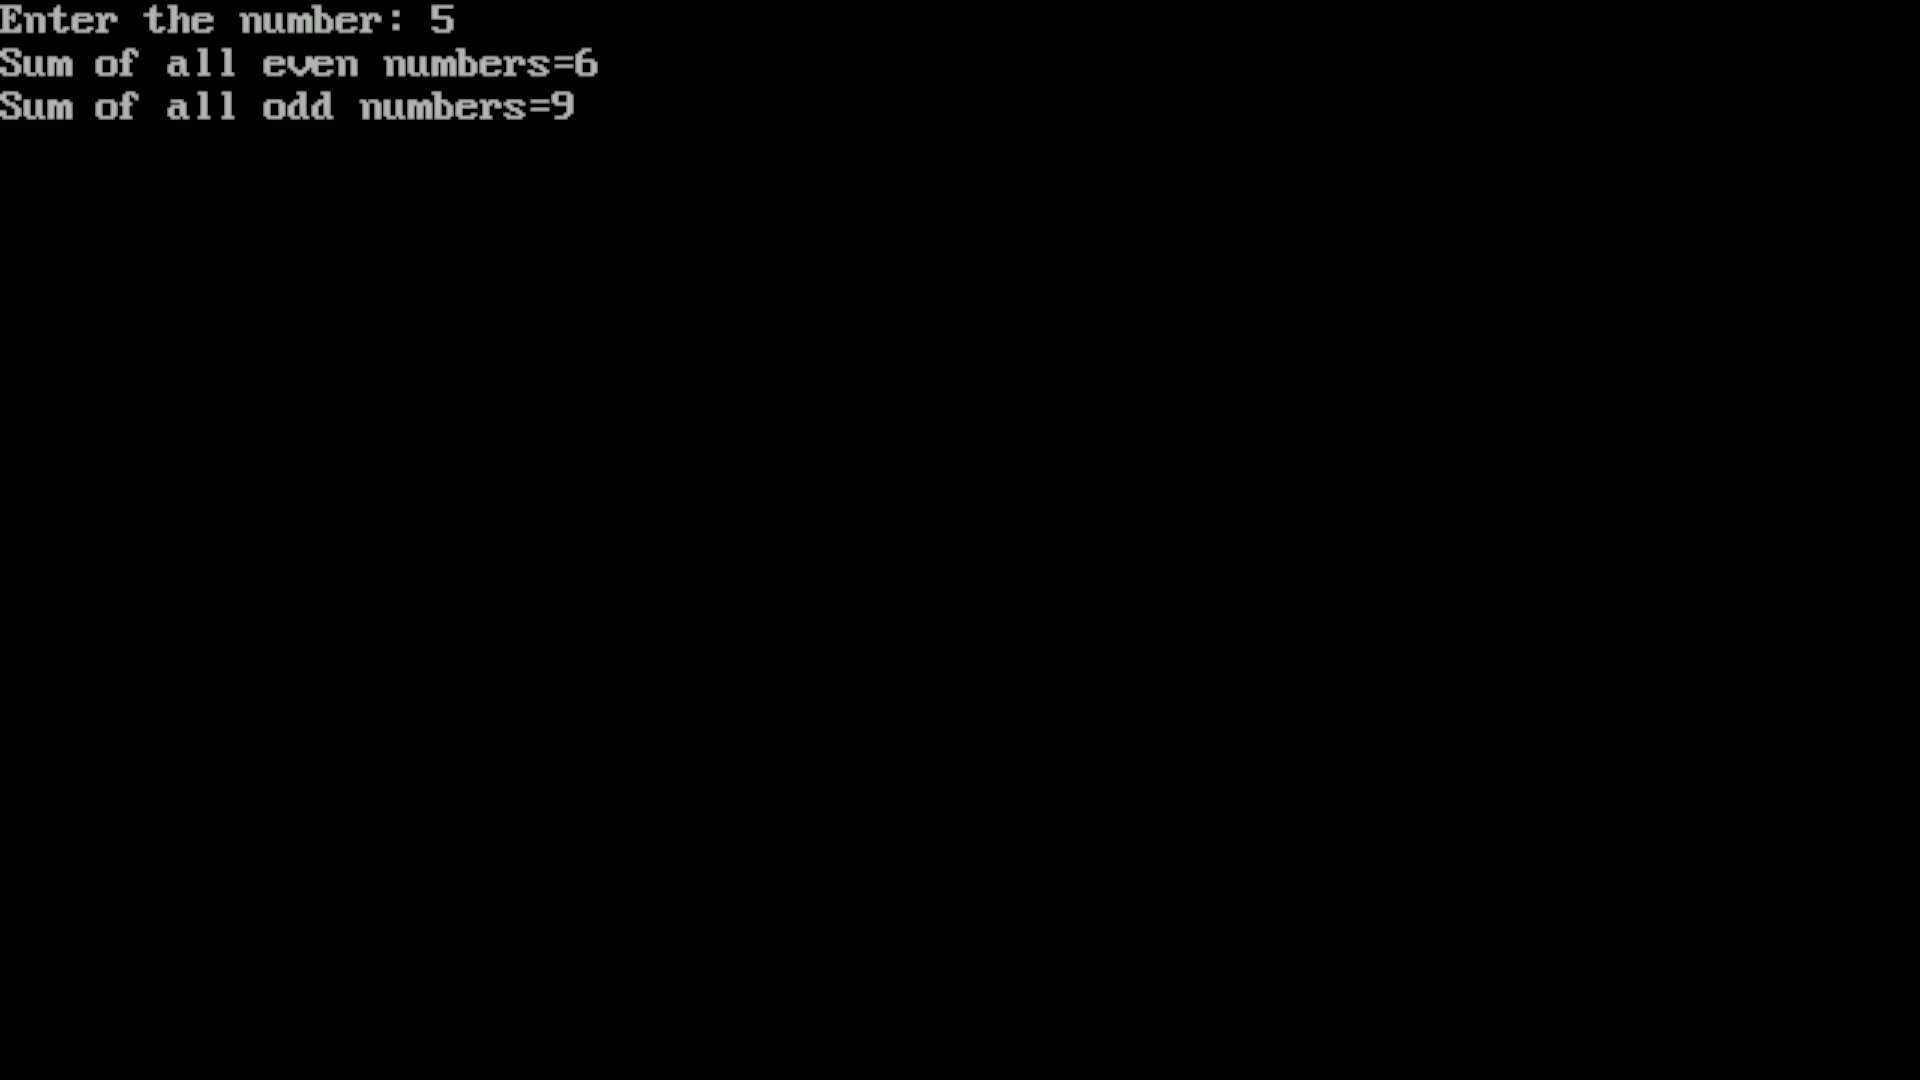 Enter the number: 5
Sum of all even numbers=6
Sum of all odd numbers=9